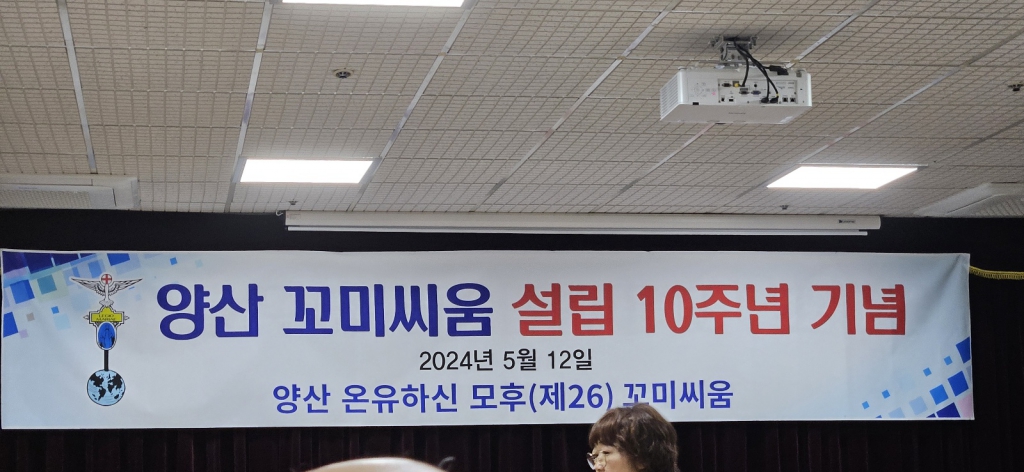 양산 꼬미씨움 설립 10주년 기념
2024년 5월 12일
양산 온유하신 모후(제26) 꼬미씨움